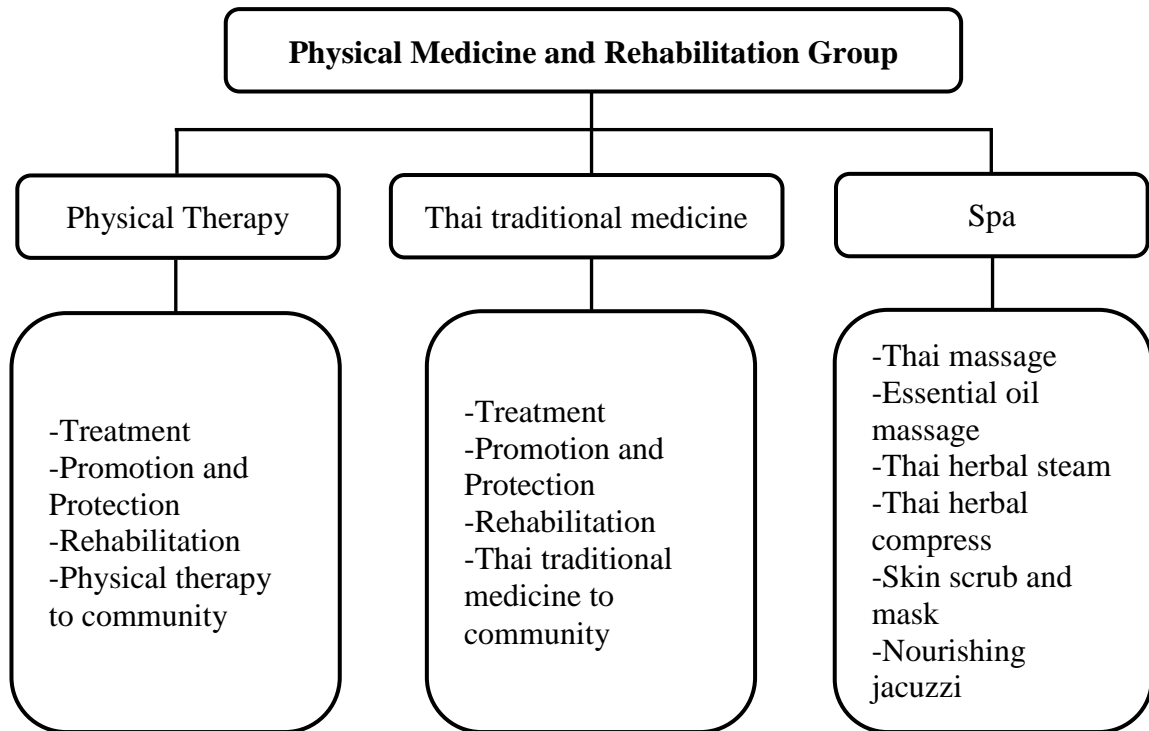 Physical Medicine and Rehabilitation Group
Physical Therapy
Thai traditional medicine
Spa
-Treatment
-Promotion and
Protection
-Rehabilitation
-Physical therapy
to community
-Treatment
-Promotion and
Protection
-Rehabilitation
-Thai traditional
medicine to
community
-Thai massage
-Essential oil
massage
-Thai herbal steam
-Thai herbal
compress
-Skin scrub and
mask
-Nourishing
jacuzzi